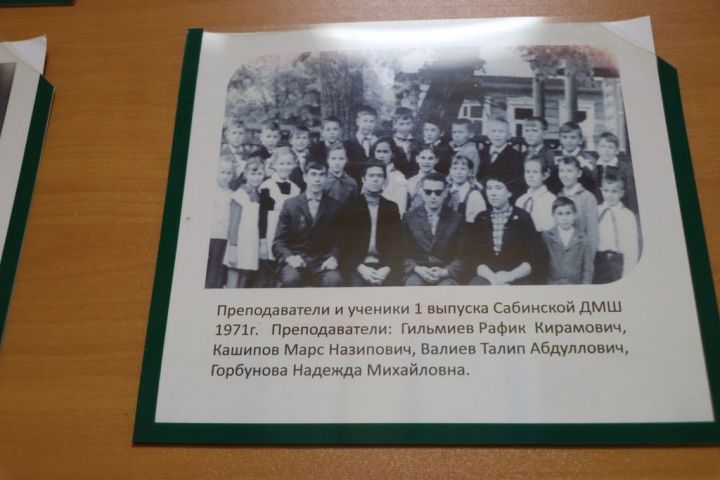 Преподаватели и ученики 1 выпуска Сабинской ДМШ
1971г. Преподаватели: Гильмиев Рафик Кирамович,
Кашипов Марс Назипович, Валиев Талип Абдуллович,
Горбунова Надежда Михайловна.